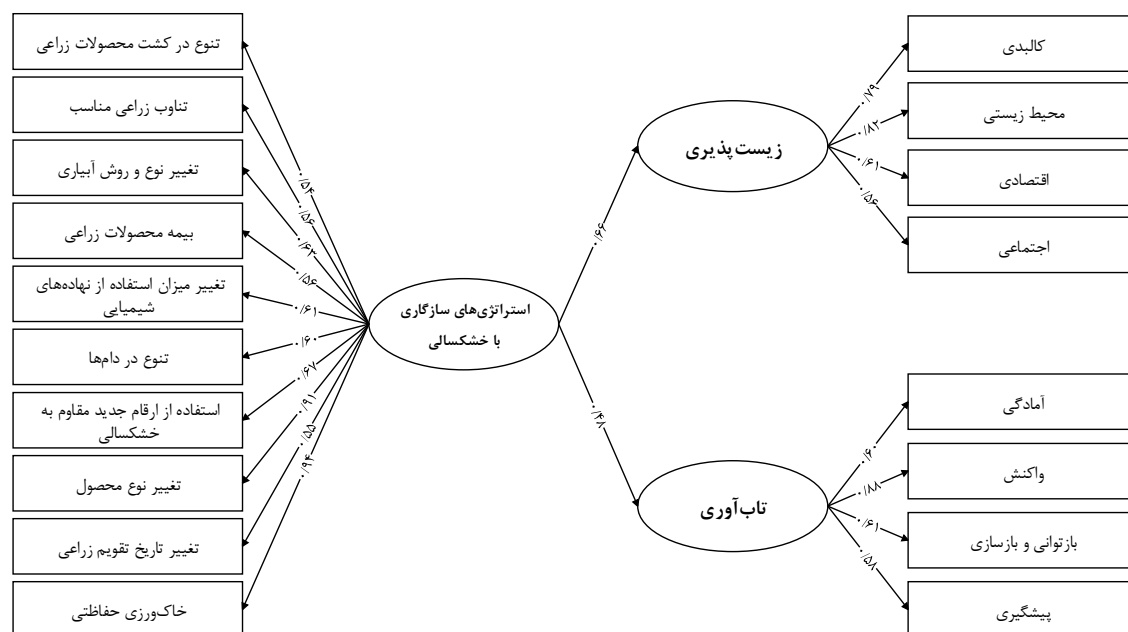 تنوع در کشت محصولات زراعی
تناوب زراعی مناسب
تغییر نوع و روش آبیاری
بیمه محصولات زراعی
تغییر میزان استفاده از نهاده‌های
شیمیایی
تنوع در دام‌ها
استفاده از ارقام جدید مقاوم به
خشکسالی
تغییر نوع محصول
تغییر تاریخ تقویم زراعی
خاک‌ورزی حفاظتی
۰/۵۴
۰/۵۶
۰/۶۲
۰/۵۶
۰/۶۱
۰/۶۰
۰/۶۷
۰/۹۱
۰/۵۵
۰/۹۴
استراتژی‌های سازگاری
با خشکسالی
۰/۶۶
۰/۴۸
زیست‌پذیری
۰/۷۹
۰/۸۲
۰/۶۱
۰/۵۶
کالبدی
محیط زیستی
اقتصادی
اجتماعی
تاب‌آوری
۰/۶۰
۰/۸۸
۰/۶۱
۰/۵۸
آمادگی
واکنش
بازتوانی و بازسازی
پیشگیری